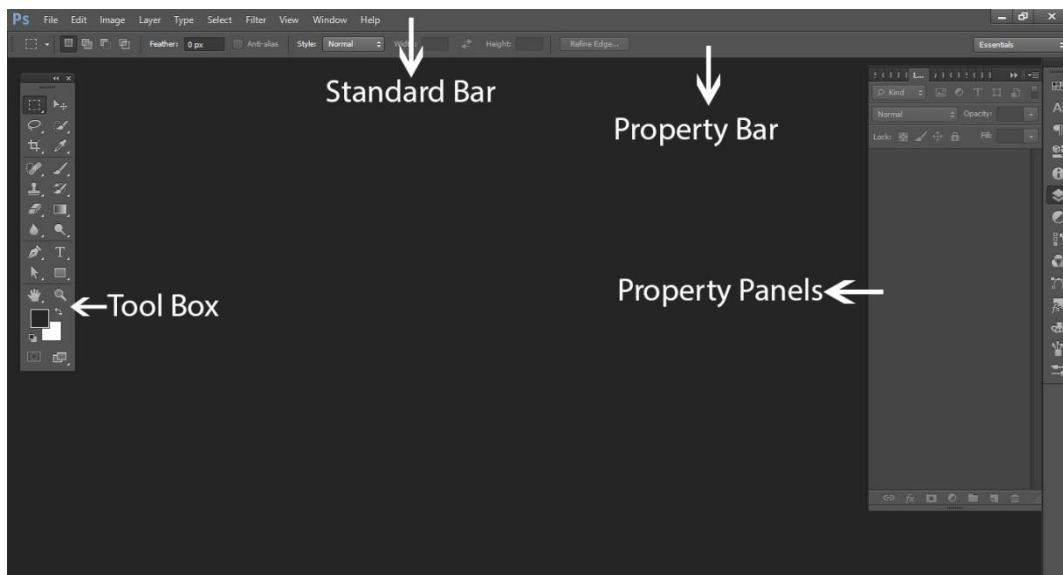 Ps File Edit Image Layer Type Select Filter View Window Help
Feather: 0 px Anti-alias Style: Normal Height: Refine Edge... Essentials
Standard Bar
Property Bar
Kind
Normal Opacity:
Lock: Fill:
Property Panels
Tool Box